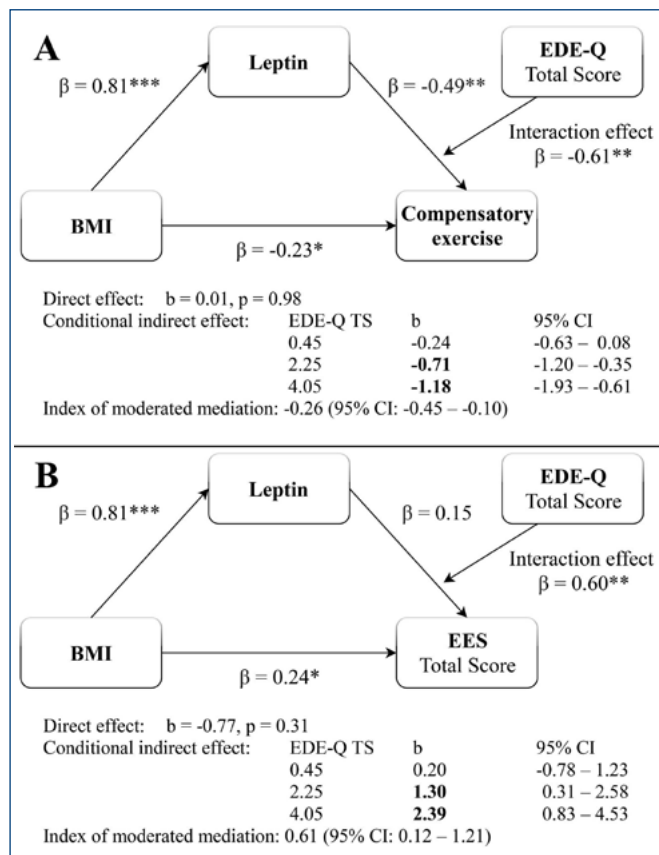 A
Leptin
EDE-Q
Total Score
β = 0.81***
β = -0.49**
Interaction effect
β = -0.61**
BMI
Compensatory
exercise
β = -0.23*
Direct effect: b = 0.01, p = 0.98
Conditional indirect effect: EDE-Q TS b 95% CI
0.45 -0.24 -0.63 – 0.08
2.25 -0.71 -1.20 – -0.35
4.05 -1.18 -1.93 – -0.61
Index of moderated mediation: -0.26 (95% CI: -0.45 – -0.10)
B
Leptin
EDE-Q
Total Score
β = 0.81***
β = 0.15
Interaction effect
β = 0.60**
BMI
EES
Total Score
β = 0.24*
Direct effect: b = -0.77, p = 0.31
Conditional indirect effect: EDE-Q TS b 95% CI
0.45 0.20 -0.78 – 1.23
2.25 1.30 0.31 – 2.58
4.05 2.39 0.83 – 4.53
Index of moderated mediation: 0.61 (95% CI: 0.12 – 1.21)